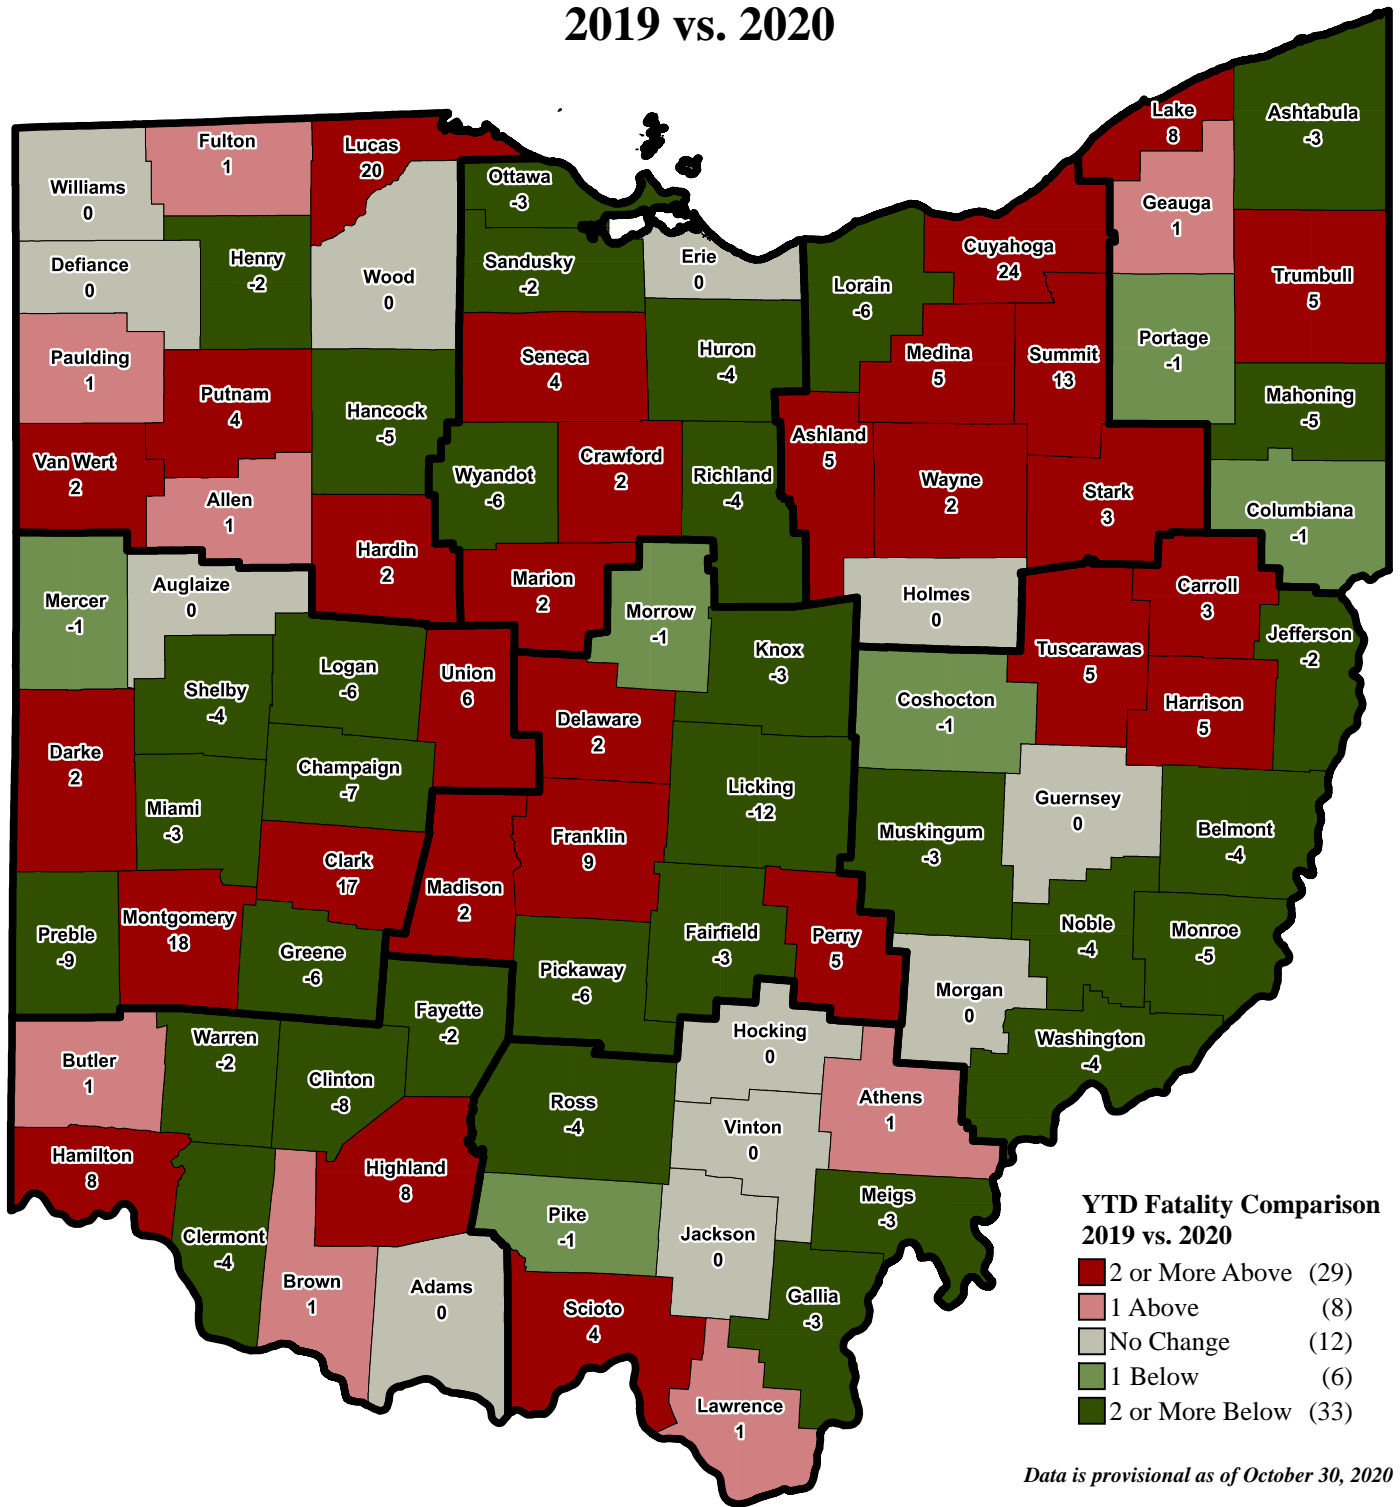 2019 vs. 2020
Lake
8
Ashtabula
-3
Fulton
1
Lucas
20
Williams
0
Ottawa
-3
Geauga
1
Cuyahoga
24
Henry
-2
Defiance
0
Wood
0
Sandusky
-2
Erie
0
Lorain
-6
Trumbull
5
Portage
-1
Paulding
1
Seneca
4
Huron
-4
Medina
5
Summit
13
Putnam
4
Hancock
-5
Mahoning
-5
Ashland
5
Van Wert
2
Wyandot
-6
Crawford
2
Richland
-4
Wayne
2
Stark
3
Allen
1
Columbiana
-1
Hardin
2
Marion
2
Auglaize
0
Mercer
-1
Morrow
-1
Holmes
0
Carroll
3
Jefferson
-2
Knox
-3
Tuscarawas
5
Logan
-6
Union
6
Shelby
-4
Coshocton
-1
Harrison
5
Delaware
2
Darke
2
Champaign
-7
Licking
-12
Guernsey
0
Miami
-3
Franklin
9
Muskingum
-3
Belmont
-4
Clark
17
Madison
2
Montgomery
18
Preble
-9
Greene
-6
Fairfield
-3
Perry
5
Noble
-4
Monroe
-5
Pickaway
-6
Morgan
0
Fayette
-2
Hocking
0
Warren
-2
Washington
-4
Butler
1
Clinton
-8
Ross
-4
Athens
1
Vinton
0
Hamilton
8
Highland
8
Meigs
-3
Pike
-1
Jackson
0
Clermont
-4
Brown
1
Adams
0
Gallia
-3
Scioto
4
Lawrence
1
YTD Fatality Comparison
2019 vs. 2020
2 or More Above (29)
1 Above (8)
No Change (12)
1 Below (6)
2 or More Below (33)
Data is provisional as of October 30, 2020